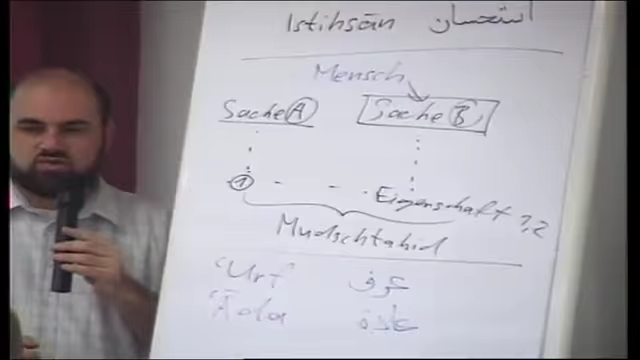 Istihsān استحسان
Mensch
Sache A Sache B
1 Eigenschaft 1,2
Mudschtahid
'Urf عرف
'Āda عادة